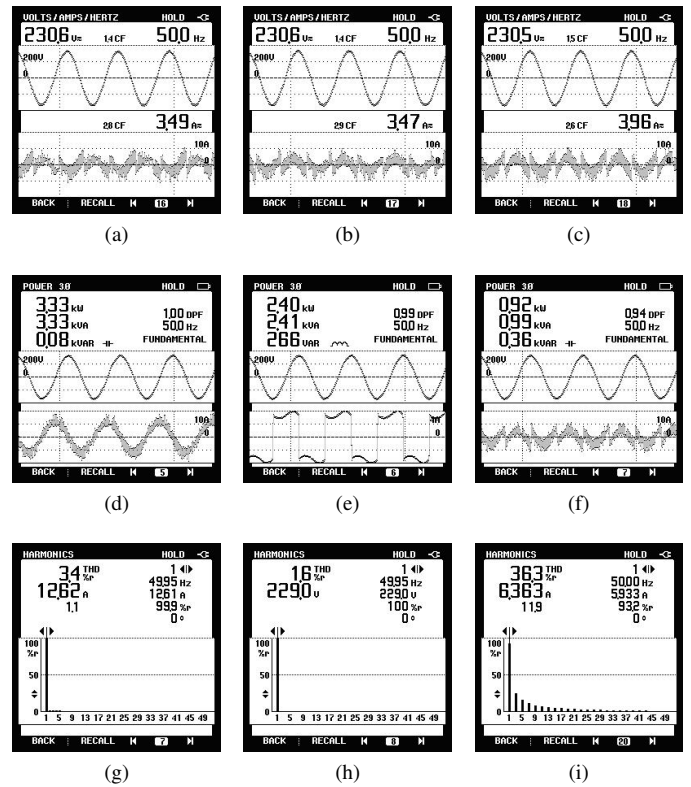 VOLTS/AMPS/HERTZ HOLD
230.6 V≂ 1.4 CF 50.0 Hz
200V
0
2.8 CF 3.49 A≂
10A
0
BACK RECALL 16
(a)
VOLTS/AMPS/HERTZ HOLD
230.6 V≂ 1.4 CF 50.0 Hz
200V
0
2.9 CF 3.47 A≂
10A
0
BACK RECALL 17
(b)
VOLTS/AMPS/HERTZ HOLD
230.5 V≂ 1.5 CF 50.0 Hz
200V
0
2.6 CF 3.96 A≂
10A
0
BACK RECALL 18
(c)
POWER 3.0 HOLD
3.33 kW
3.33 kVA 1.00 DPF
0.08 kVAR 50.0 Hz
FUNDAMENTAL
200V
0
10A
0
BACK RECALL 5
(d)
POWER 3.0 HOLD
2.40 kW
2.41 kVA 0.99 DPF
266 VAR 50.0 Hz
FUNDAMENTAL
200V
0
0
BACK RECALL 6
(e)
POWER 3.0 HOLD
0.92 kW
0.99 kVA 0.94 DPF
0.36 kVAR 50.0 Hz
FUNDAMENTAL
200V
0
10A
0
BACK RECALL 7
(f)
HARMONICS HOLD
3.4 THD %r 1
12.62 A 49.95 Hz
12.61 A
1.1 99.9 %r
0°
100
%r
50
0
1 5 9 13 17 21 25 29 33 37 41 45 49
BACK RECALL 7
(g)
HARMONICS HOLD
1.6 THD %r 1
229.0 V 49.95 Hz
229.0 V
100 %r
0°
100
%r
50
0
1 5 9 13 17 21 25 29 33 37 41 45 49
BACK RECALL 8
(h)
HARMONICS HOLD
36.3 THD %r 1
6.363 A 50.00 Hz
5.933 A
11.9 93.2 %r
0°
100
%r
50
0
1 5 9 13 17 21 25 29 33 37 41 45 49
BACK RECALL 20
(i)